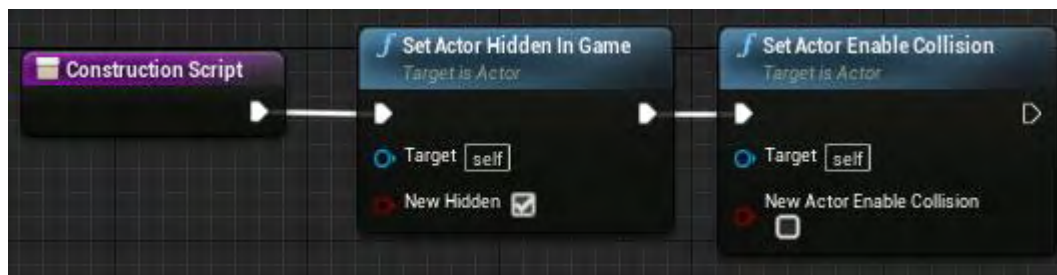 Construction Script
Set Actor Hidden In Game
Target is Actor
Target self
New Hidden
Set Actor Enable Collision
Target is Actor
Target self
New Actor Enable Collision